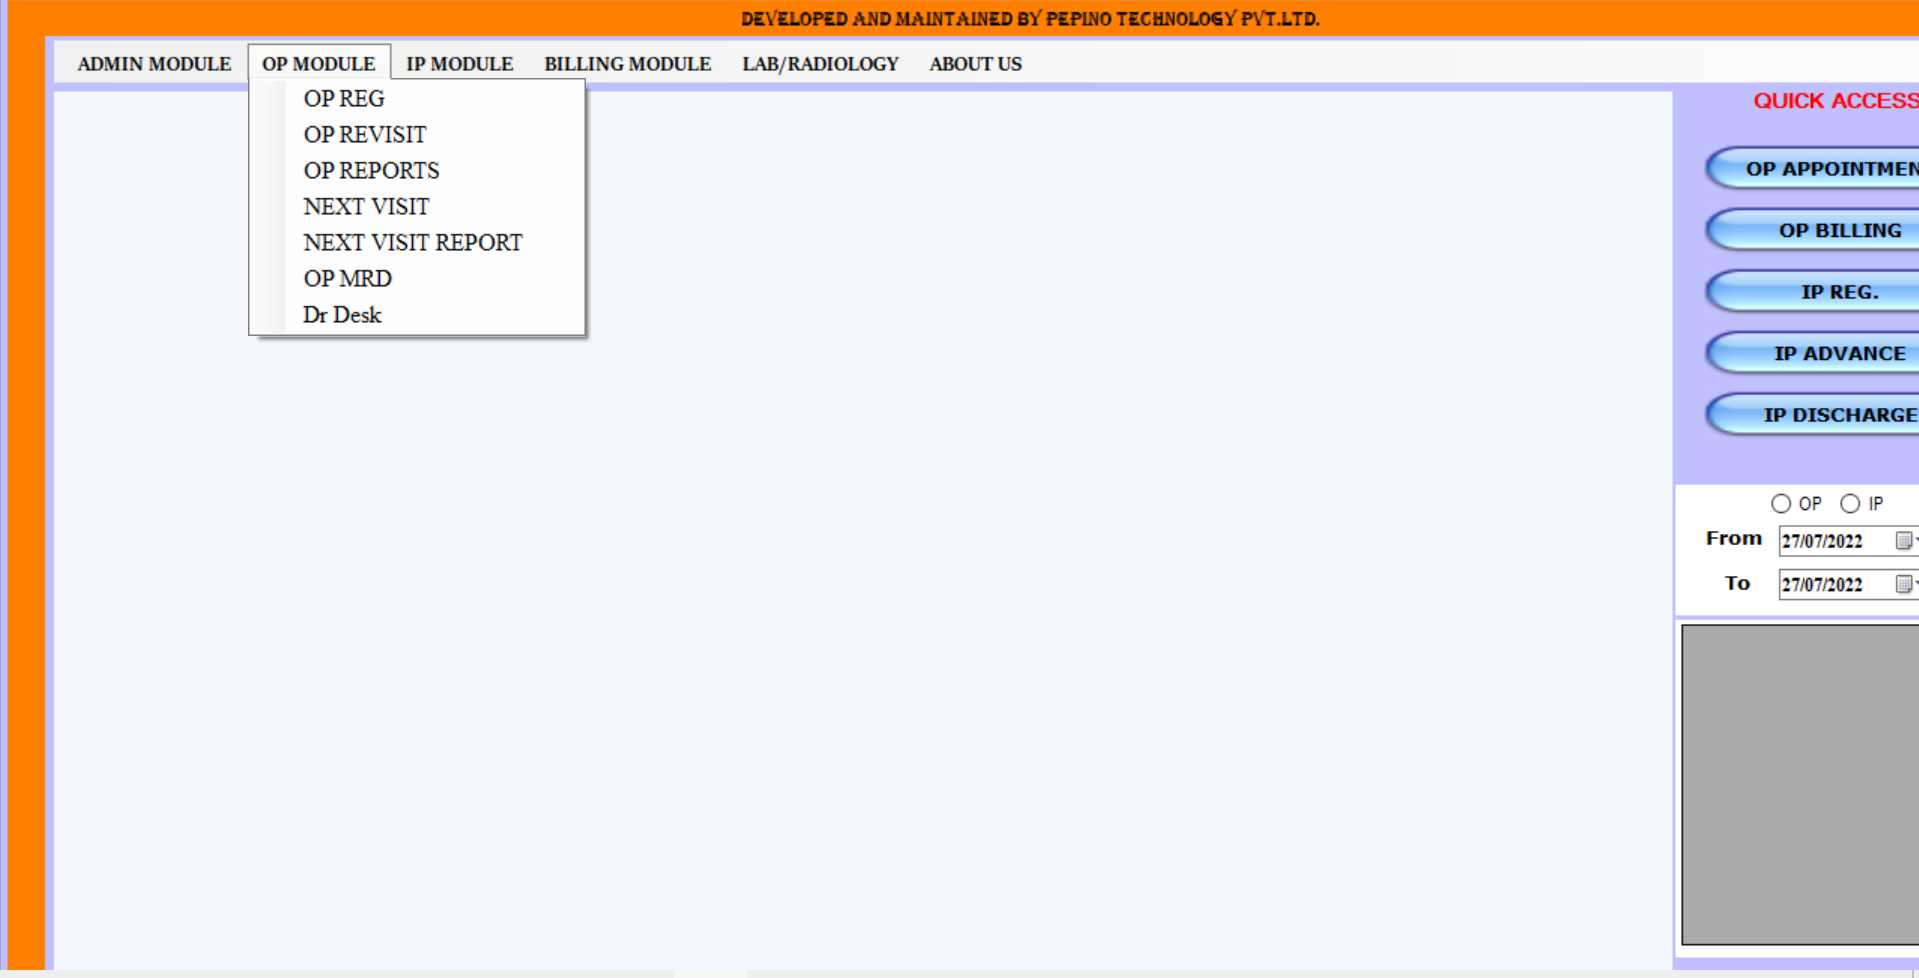 DEVELOPED AND MAINTAINED BY PEPINO TECHNOLOGY PVT.LTD.
ADMIN MODULE OP MODULE IP MODULE BILLING MODULE LAB/RADIOLOGY ABOUT US
OP REG
OP REVISIT
OP REPORTS
NEXT VISIT
NEXT VISIT REPORT
OP MRD
Dr Desk
QUICK ACCESS
OP APPOINTMEN
OP BILLING
IP REG.
IP ADVANCE
IP DISCHARGE
OP IP
From 27/07/2022
To 27/07/2022